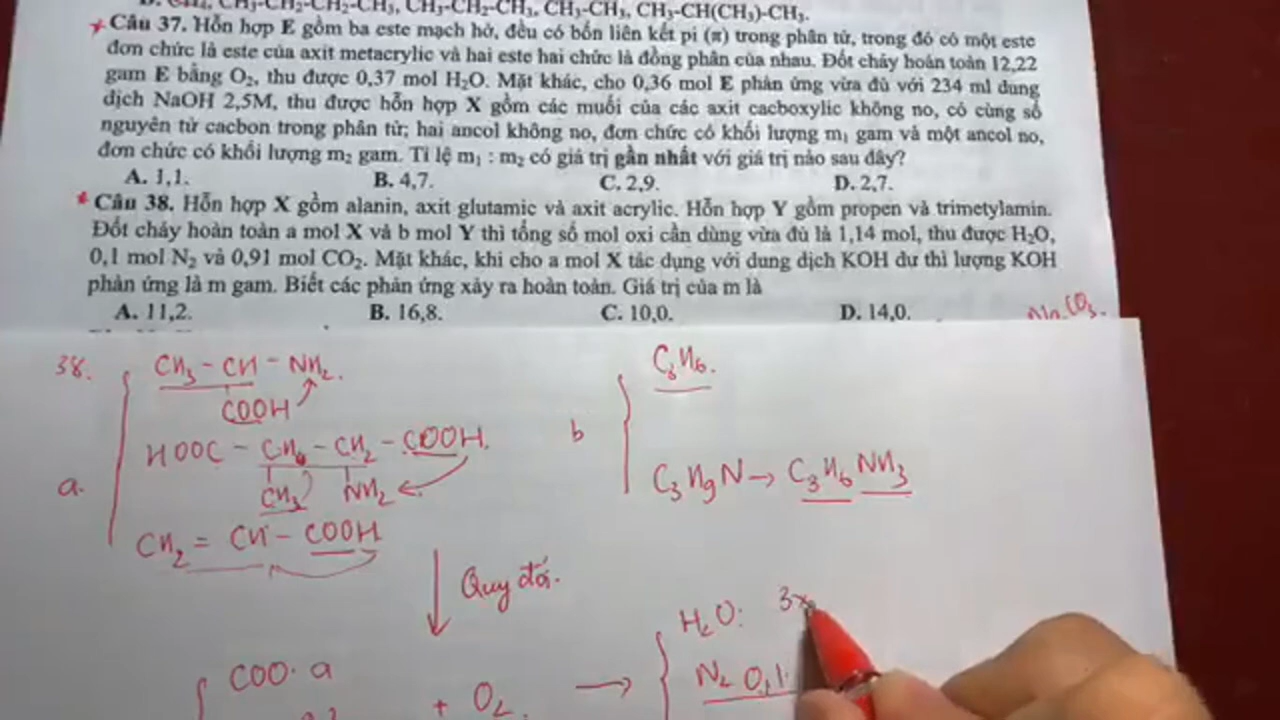 D. CH₄, CH₃-CH₂-CH₂-CH₃, CH₃-CH₂-CH₃, CH₃-CH₃, CH₃-CH(CH₃)-CH₃.
Câu 37. Hỗn hợp E gồm ba este mạch hở, đều có bốn liên kết pi (π) trong phân tử, trong đó có một este
đơn chức là este của axit metacrylic và hai este hai chức là đồng phân của nhau. Đốt cháy hoàn toàn 12,22
gam E bằng O₂, thu được 0,37 mol H₂O. Mặt khác, cho 0,36 mol E phản ứng vừa đủ với 234 ml dung
dịch NaOH 2,5M, thu được hỗn hợp X gồm các muối của các axit cacboxylic không no, có cùng số
nguyên tử cacbon trong phân tử; hai ancol không no, đơn chức có khối lượng m₁ gam và một ancol no,
đơn chức có khối lượng m₂ gam. Tỉ lệ m₁ : m₂ có giá trị gần nhất với giá trị nào sau đây?
A. 1,1. B. 4,7. C. 2,9. D. 2,7.
Câu 38. Hỗn hợp X gồm alanin, axit glutamic và axit acrylic. Hỗn hợp Y gồm propen và trimetylamin.
Đốt cháy hoàn toàn a mol X và b mol Y thì tổng số mol oxi cần dùng vừa đủ là 1,14 mol, thu được H₂O,
0,1 mol N₂ và 0,91 mol CO₂. Mặt khác, khi cho a mol X tác dụng với dung dịch KOH dư thì lượng KOH
phản ứng là m gam. Biết các phản ứng xảy ra hoàn toàn. Giá trị của m là
A. 11,2. B. 16,8. C. 10,0. D. 14,0.
Na₂CO₃.
38. CH₃ - CH - NH₂. C₃H₆.
COOH
HOOC - CH - CH₂ - COOH. b
a. CH₂ NH₂ C₃H₉N → C₃H₆ NH₃
CH₂ = CH - COOH
Quy đổi.
H₂O: 3x
COO: a → N₂ 0,1.
+ O₂